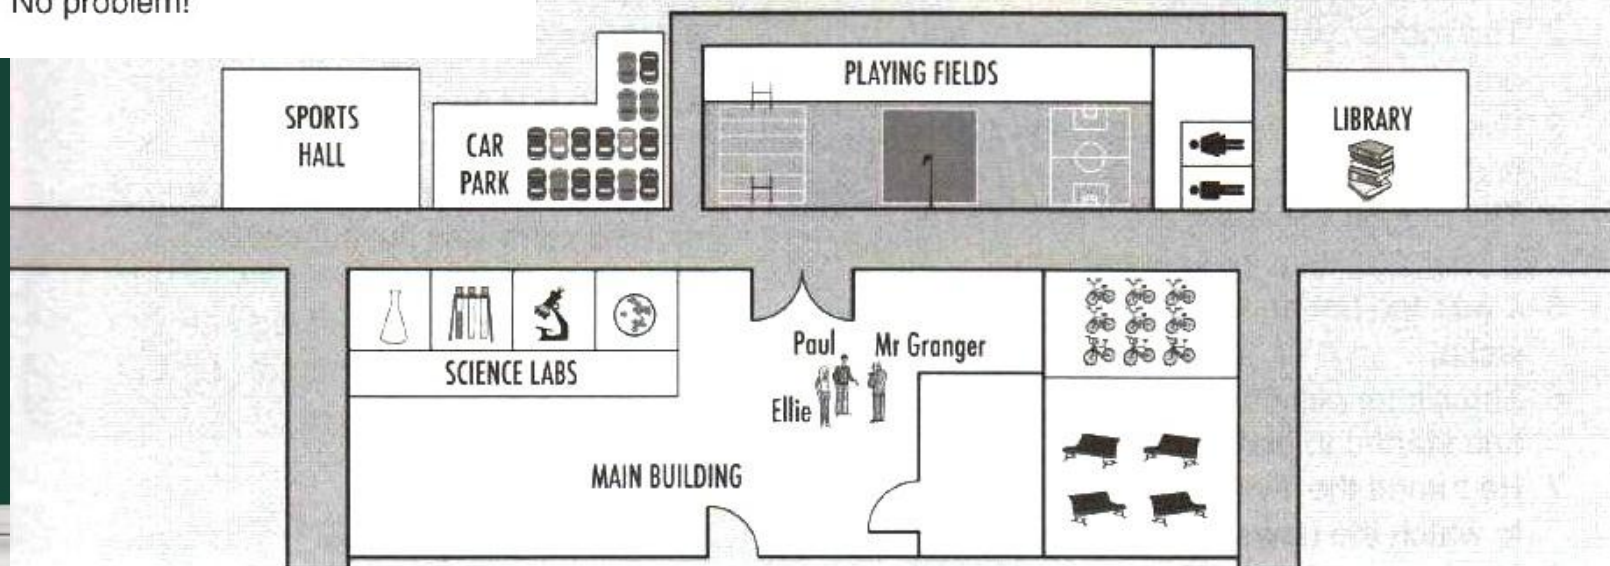 No problem!
PLAYING FIELDS
SPORTS
HALL
CAR
PARK
LIBRARY
Paul
Mr Granger
SCIENCE LABS
Ellie
MAIN BUILDING